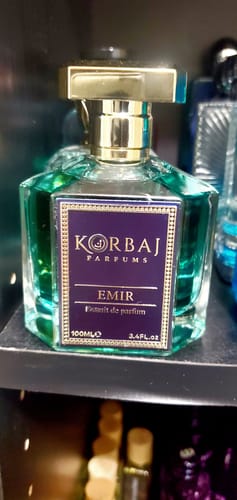 KORBAJ
PARFUMS
EMIR
Extrait de parfum
100ML℮ 3.4FL.oz